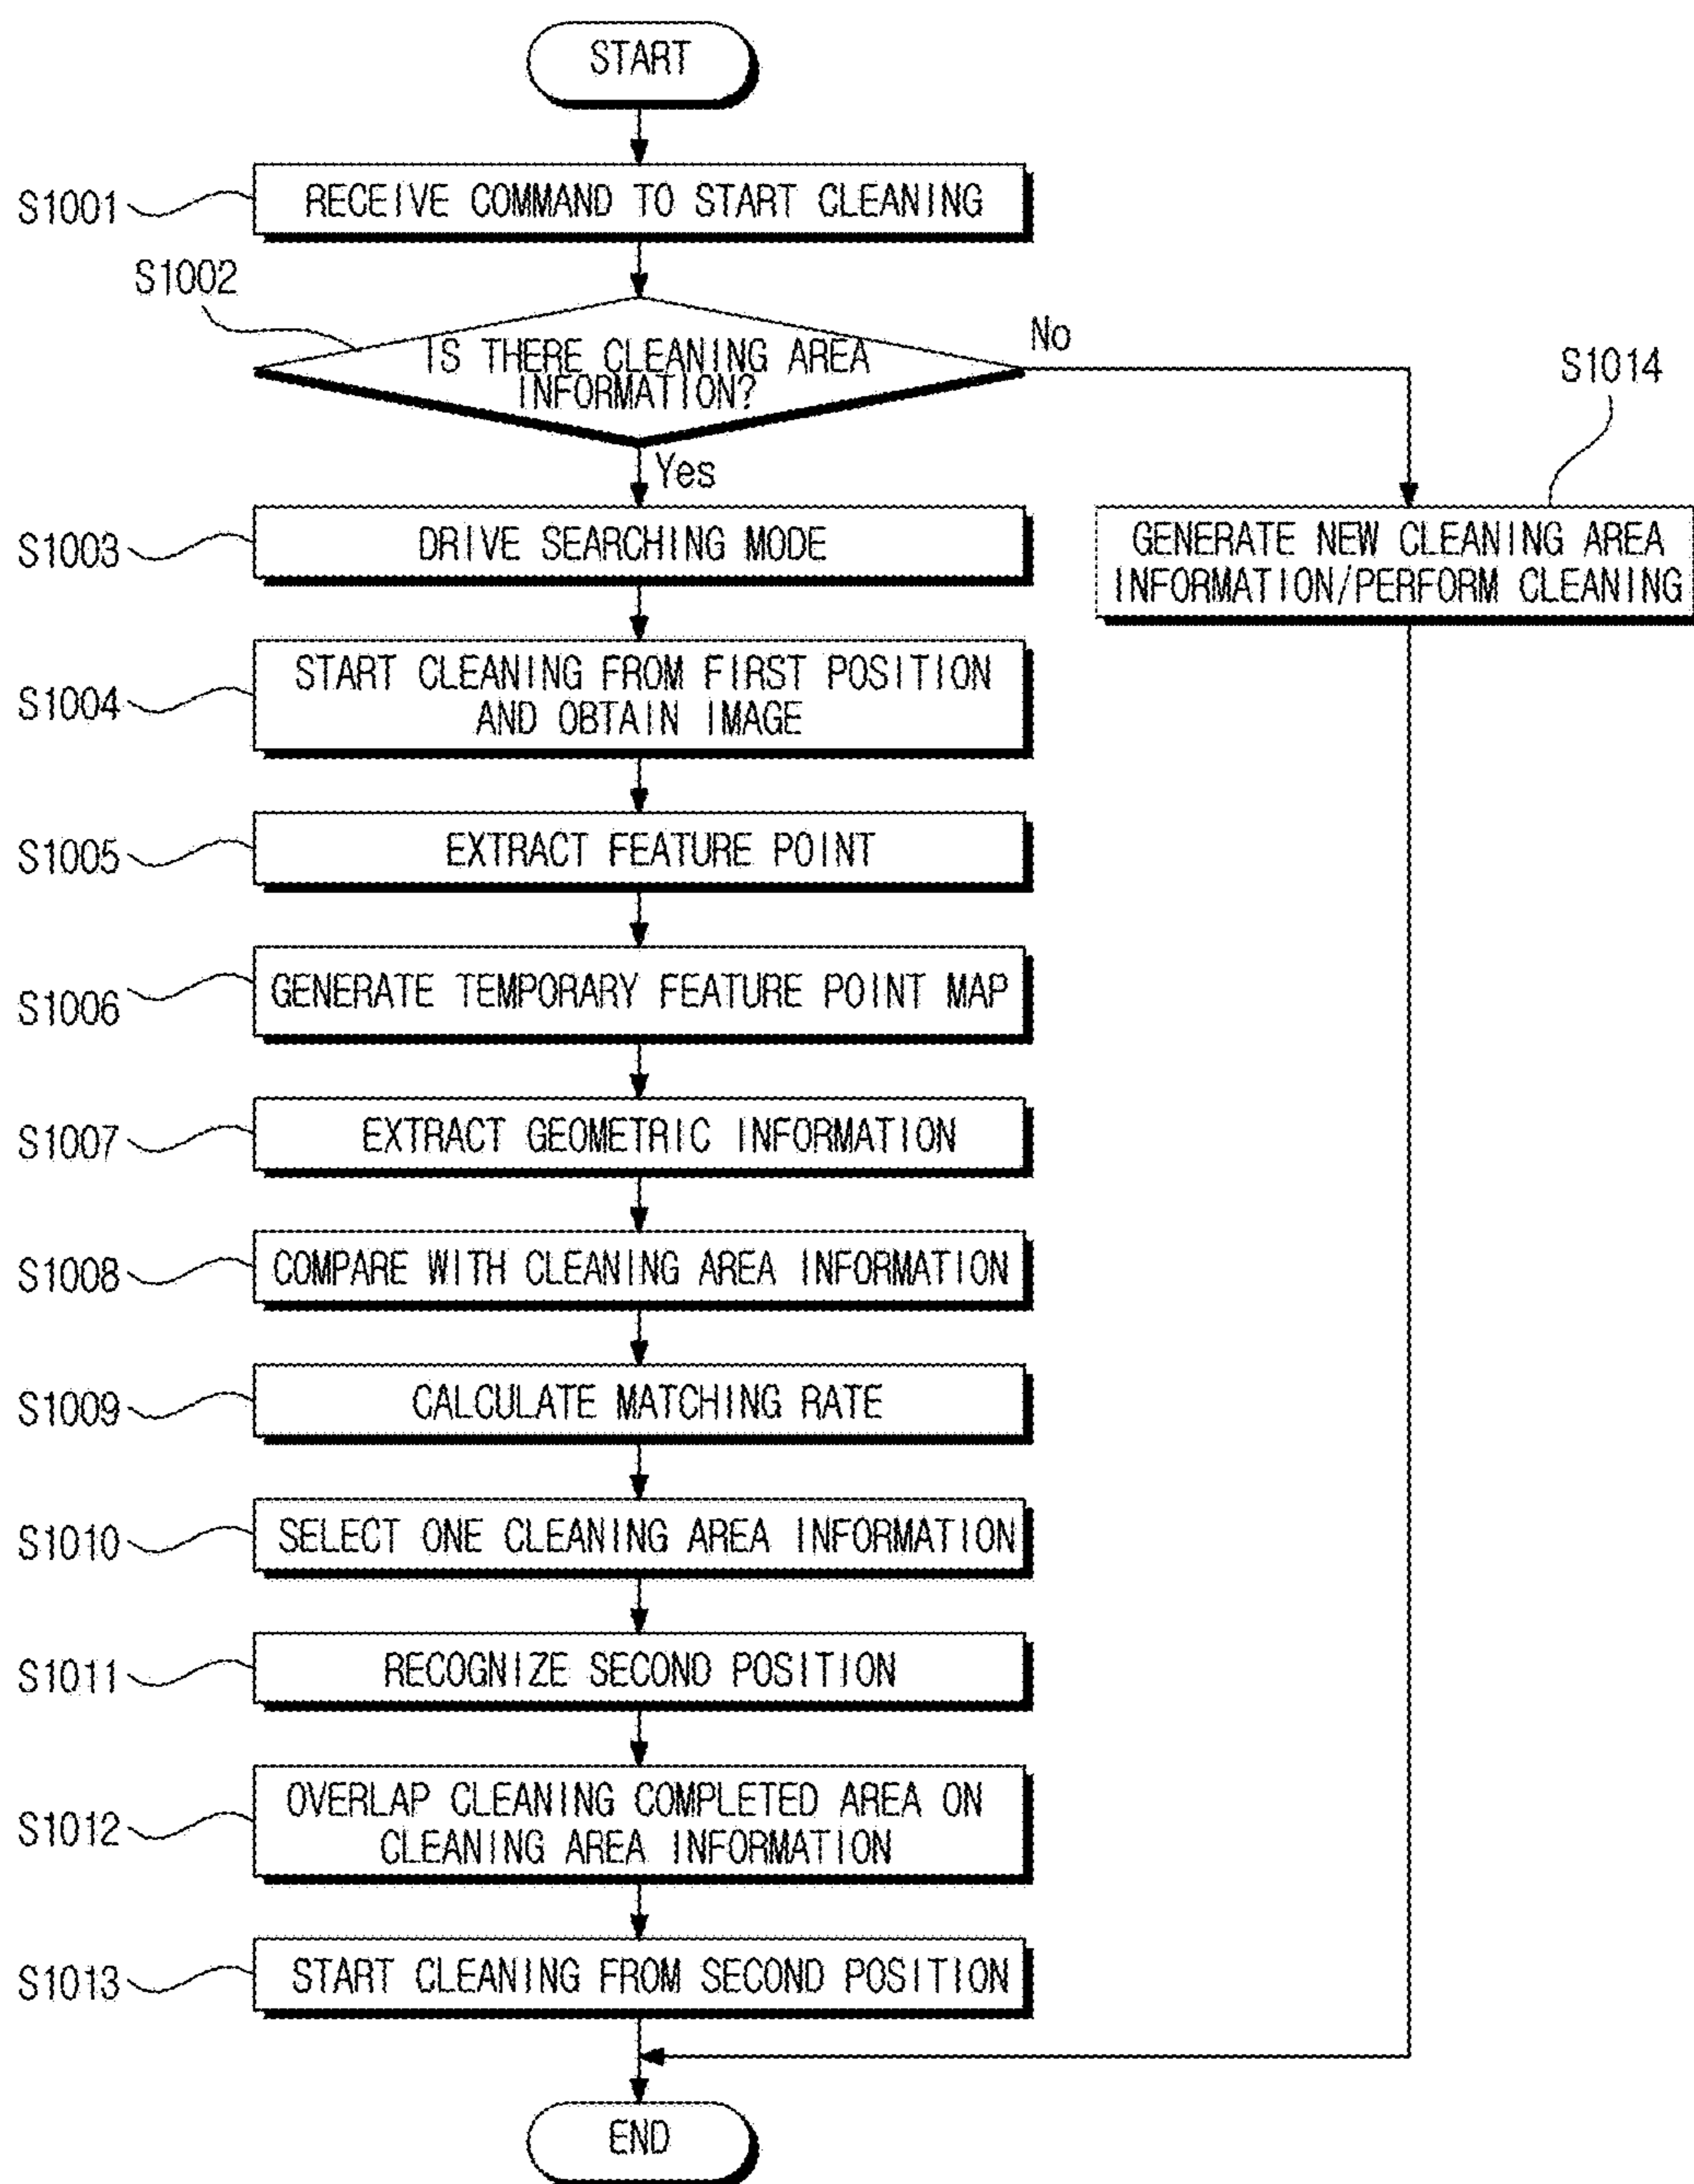 START
S1001
RECEIVE COMMAND TO START CLEANING
S1002
IS THERE CLEANING AREA
INFORMATION?
No
Yes
S1014
GENERATE NEW CLEANING AREA
INFORMATION/PERFORM CLEANING
S1003
DRIVE SEARCHING MODE
S1004
START CLEANING FROM FIRST POSITION
AND OBTAIN IMAGE
S1005
EXTRACT FEATURE POINT
S1006
GENERATE TEMPORARY FEATURE POINT MAP
S1007
EXTRACT GEOMETRIC INFORMATION
S1008
COMPARE WITH CLEANING AREA INFORMATION
S1009
CALCULATE MATCHING RATE
S1010
SELECT ONE CLEANING AREA INFORMATION
S1011
RECOGNIZE SECOND POSITION
S1012
OVERLAP CLEANING COMPLETED AREA ON
CLEANING AREA INFORMATION
S1013
START CLEANING FROM SECOND POSITION
END